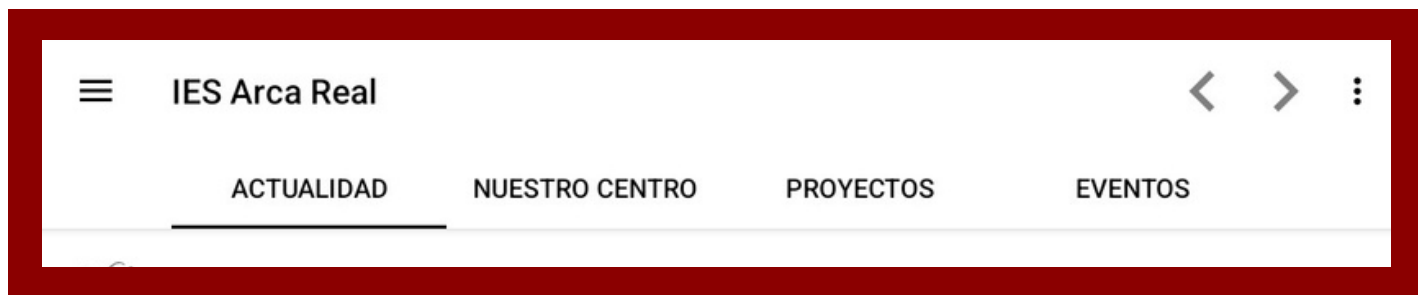 IES Arca Real
ACTUALIDAD NUESTRO CENTRO PROYECTOS EVENTOS